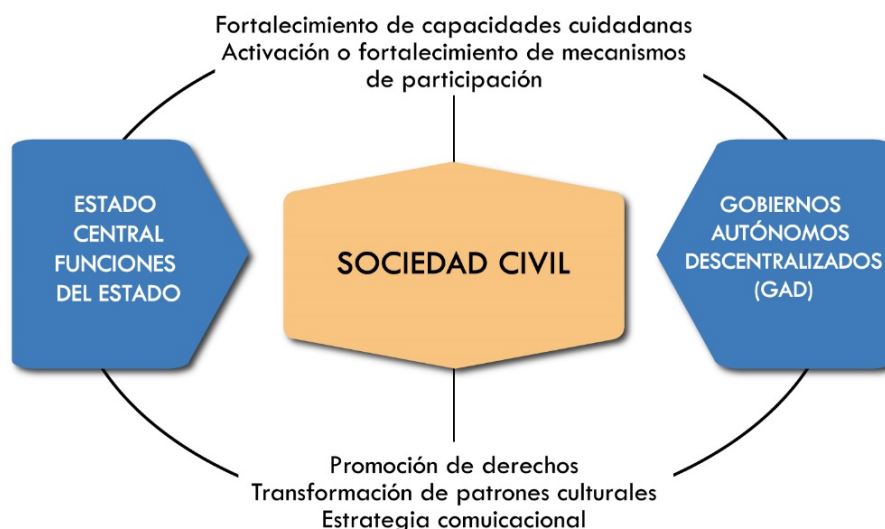 Fortalecimiento de capacidades cuidadanas
Activación o fortalecimiento de mecanismos
de participación
ESTADO
CENTRAL
FUNCIONES
DEL ESTADO
SOCIEDAD CIVIL
GOBIERNOS
AUTÓNOMOS
DESCENTRALIZADOS
(GAD)
Promoción de derechos
Transformación de patrones culturales
Estrategia comuicacional